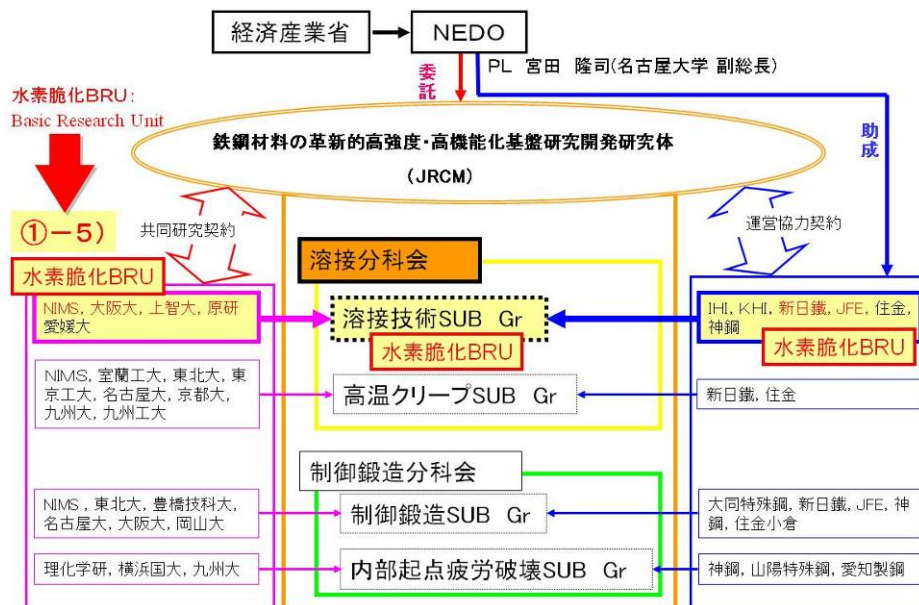 経済産業省
NEDO
PL 宮田 隆司(名古屋大学 副総長)
委託
助成
水素脆化BRU:
Basic Research Unit
鉄鋼材料の革新的高強度・高機能化基盤研究開発研究体
(JRCM)
①−5)
共同研究契約
運営協力契約
水素脆化BRU
溶接分科会
NIMS, 大阪大, 上智大, 原研
愛媛大
溶接技術SUB Gr
水素脆化BRU
IHI, KHI, 新日鐵, JFE, 住金,
神鋼
水素脆化BRU
NIMS, 室蘭工大, 東北大, 東
京工大, 名古屋大, 京都大,
九州大, 九州工大
高温クリープSUB Gr
新日鐵, 住金
制御鍛造分科会
NIMS , 東北大, 豊橋技科大,
名古屋大, 大阪大, 岡山大
制御鍛造SUB Gr
大同特殊鋼, 新日鐵, JFE, 神
鋼, 住金小倉
理化学研, 横浜国大, 九州大
内部起点疲労破壊SUB Gr
神鋼, 山陽特殊鋼, 愛知製鋼